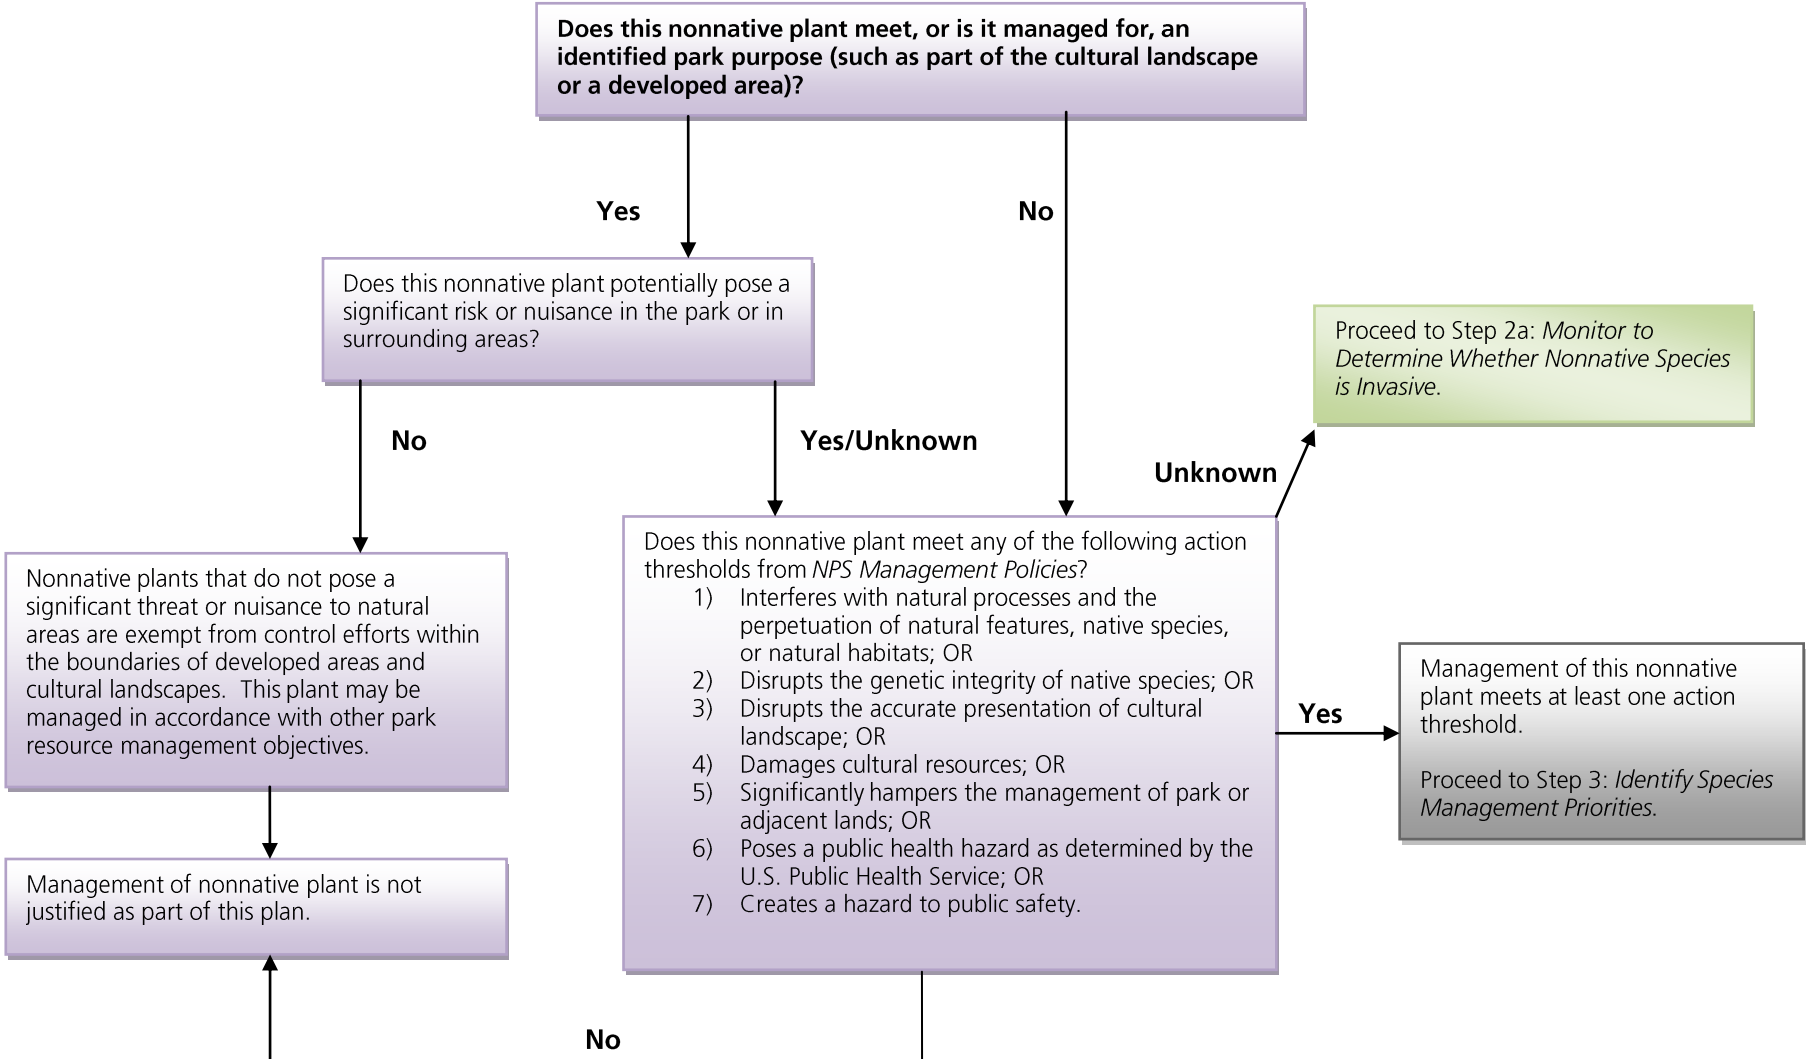 Does this nonnative plant meet, or is it managed for, an
identified park purpose (such as part of the cultural landscape
or a developed area)?
Yes
No
Does this nonnative plant potentially pose a
significant risk or nuisance in the park or in
surrounding areas?
Proceed to Step 2a: Monitor to
Determine Whether Nonnative Species
is Invasive.
No
Yes/Unknown
Unknown
Nonnative plants that do not pose a
significant threat or nuisance to natural
areas are exempt from control efforts within
the boundaries of developed areas and
cultural landscapes.  This plant may be
managed in accordance with other park
resource management objectives.
Does this nonnative plant meet any of the following action
thresholds from NPS Management Policies?
1) Interferes with natural processes and the
perpetuation of natural features, native species,
or natural habitats; OR
2) Disrupts the genetic integrity of native species; OR
3) Disrupts the accurate presentation of cultural
landscape; OR
4) Damages cultural resources; OR
5) Significantly hampers the management of park or
adjacent lands; OR
6) Poses a public health hazard as determined by the
U.S. Public Health Service; OR
7) Creates a hazard to public safety.
Yes
Management of this nonnative
plant meets at least one action
threshold.
Proceed to Step 3: Identify Species
Management Priorities.
Management of nonnative plant is not
justified as part of this plan.
No